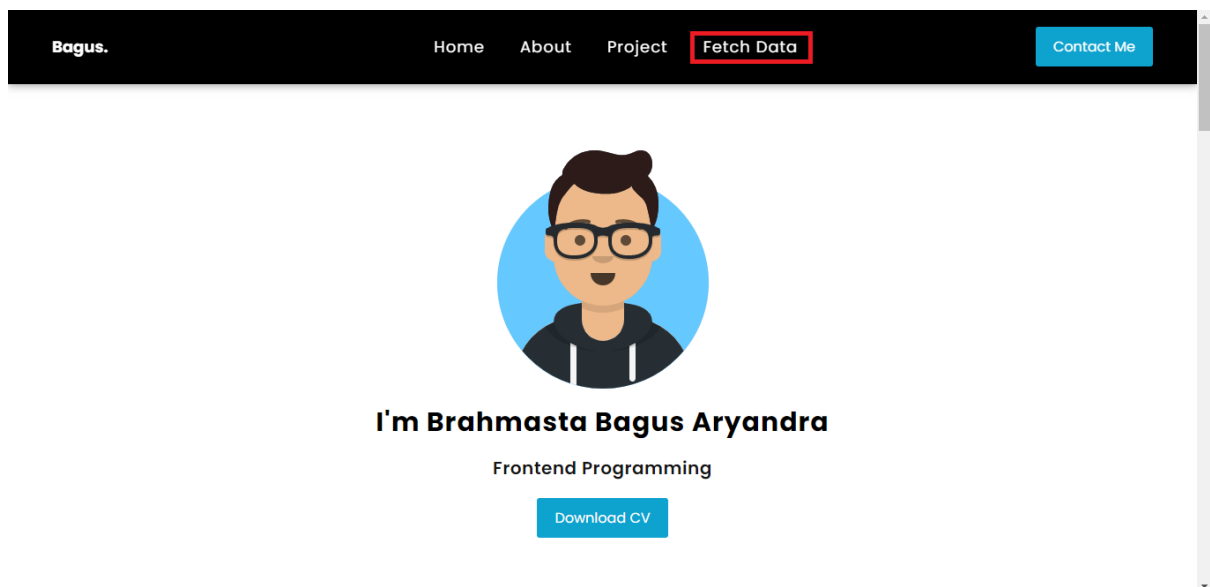 Bagus.
Home About Project Fetch Data
Contact Me
I'm Brahmasta Bagus Aryandra
Frontend Programming
Download CV